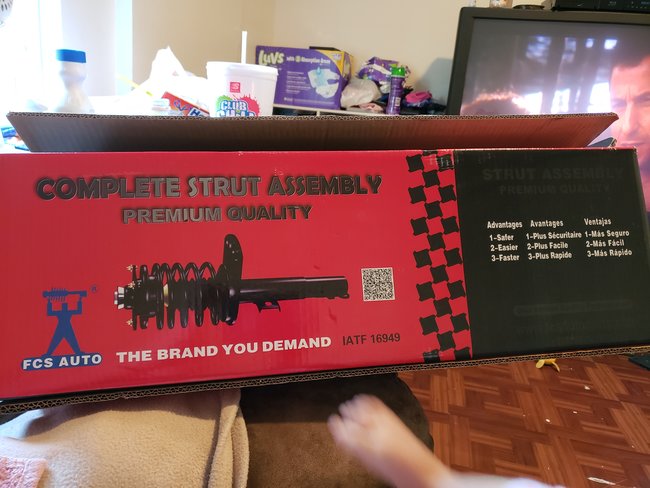 Luvs
CLUB
COMPLETE STRUT ASSEMBLY
PREMIUM QUALITY
STRUT ASSEMBLY
PREMIUM QUALITY
Advantages Avantages Ventajas
1-Safer 1-Plus Sécuritaire 1-Más Seguro
2-Easier 2-Plus Facile 2-Más Fácil
3-Faster 3-Plus Rapide 3-Más Rápido
®
FCS AUTO
THE BRAND YOU DEMAND
IATF 16949